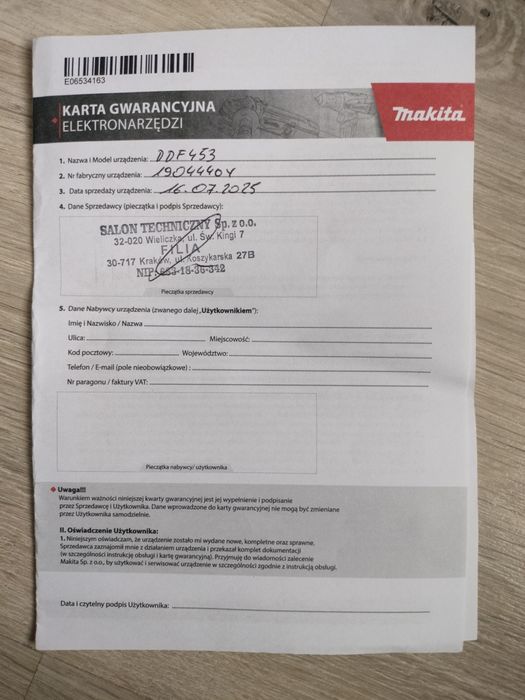 E06534163
KARTA GWARANCYJNA
ELEKTRONARZĘDZI
makita
1. Nazwa i Model urządzenia: DDF453
2. Nr fabryczny urządzenia: 1904440Y
3. Data sprzedaży urządzenia: 16.07.2025
4. Dane Sprzedawcy (pieczątka i podpis Sprzedawcy):
SALON TECHNICZNY Sp. z o.o.
32-020 Wieliczka, ul. Św. Kingi 7
FILIA
30-717 Kraków, ul. Koszykarska 27B
NIP: 683-18-36-342
Pieczątka sprzedawcy
5. Dane Nabywcy urządzenia (zwanego dalej „Użytkownikiem"):
Imię i Nazwisko / Nazwa
Ulica: Miejscowość:
Kod pocztowy: Województwo:
Telefon / E-mail (pole nieobowiązkowe) :
Nr paragonu / faktury VAT:
Pieczątka nabywcy/ użytkownika
Uwaga!!!
Warunkiem ważności niniejszej kwarty gwarancyjnej jest jej wypełnienie i podpisanie
przez Sprzedawcę i Użytkownika. Dane wprowadzone do karty gwarancyjnej nie mogą być zmieniane
przez Użytkownika samodzielnie.
II. Oświadczenie Użytkownika:
1. Niniejszym oświadczam, że urządzenie zostało mi wydane nowe, kompletne oraz sprawne.
Sprzedawca zaznajomił mnie z działaniem urządzenia i przekazał komplet dokumentacji
(w szczególności instrukcję obsługi i kartę gwarancyjną). Przyjmuję do wiadomości zalecenie
Makita Sp. z o.o., by użytkować i serwisować urządzenie w szczególności zgodnie z instrukcją obsługi.
Data i czytelny podpis Użytkownika: